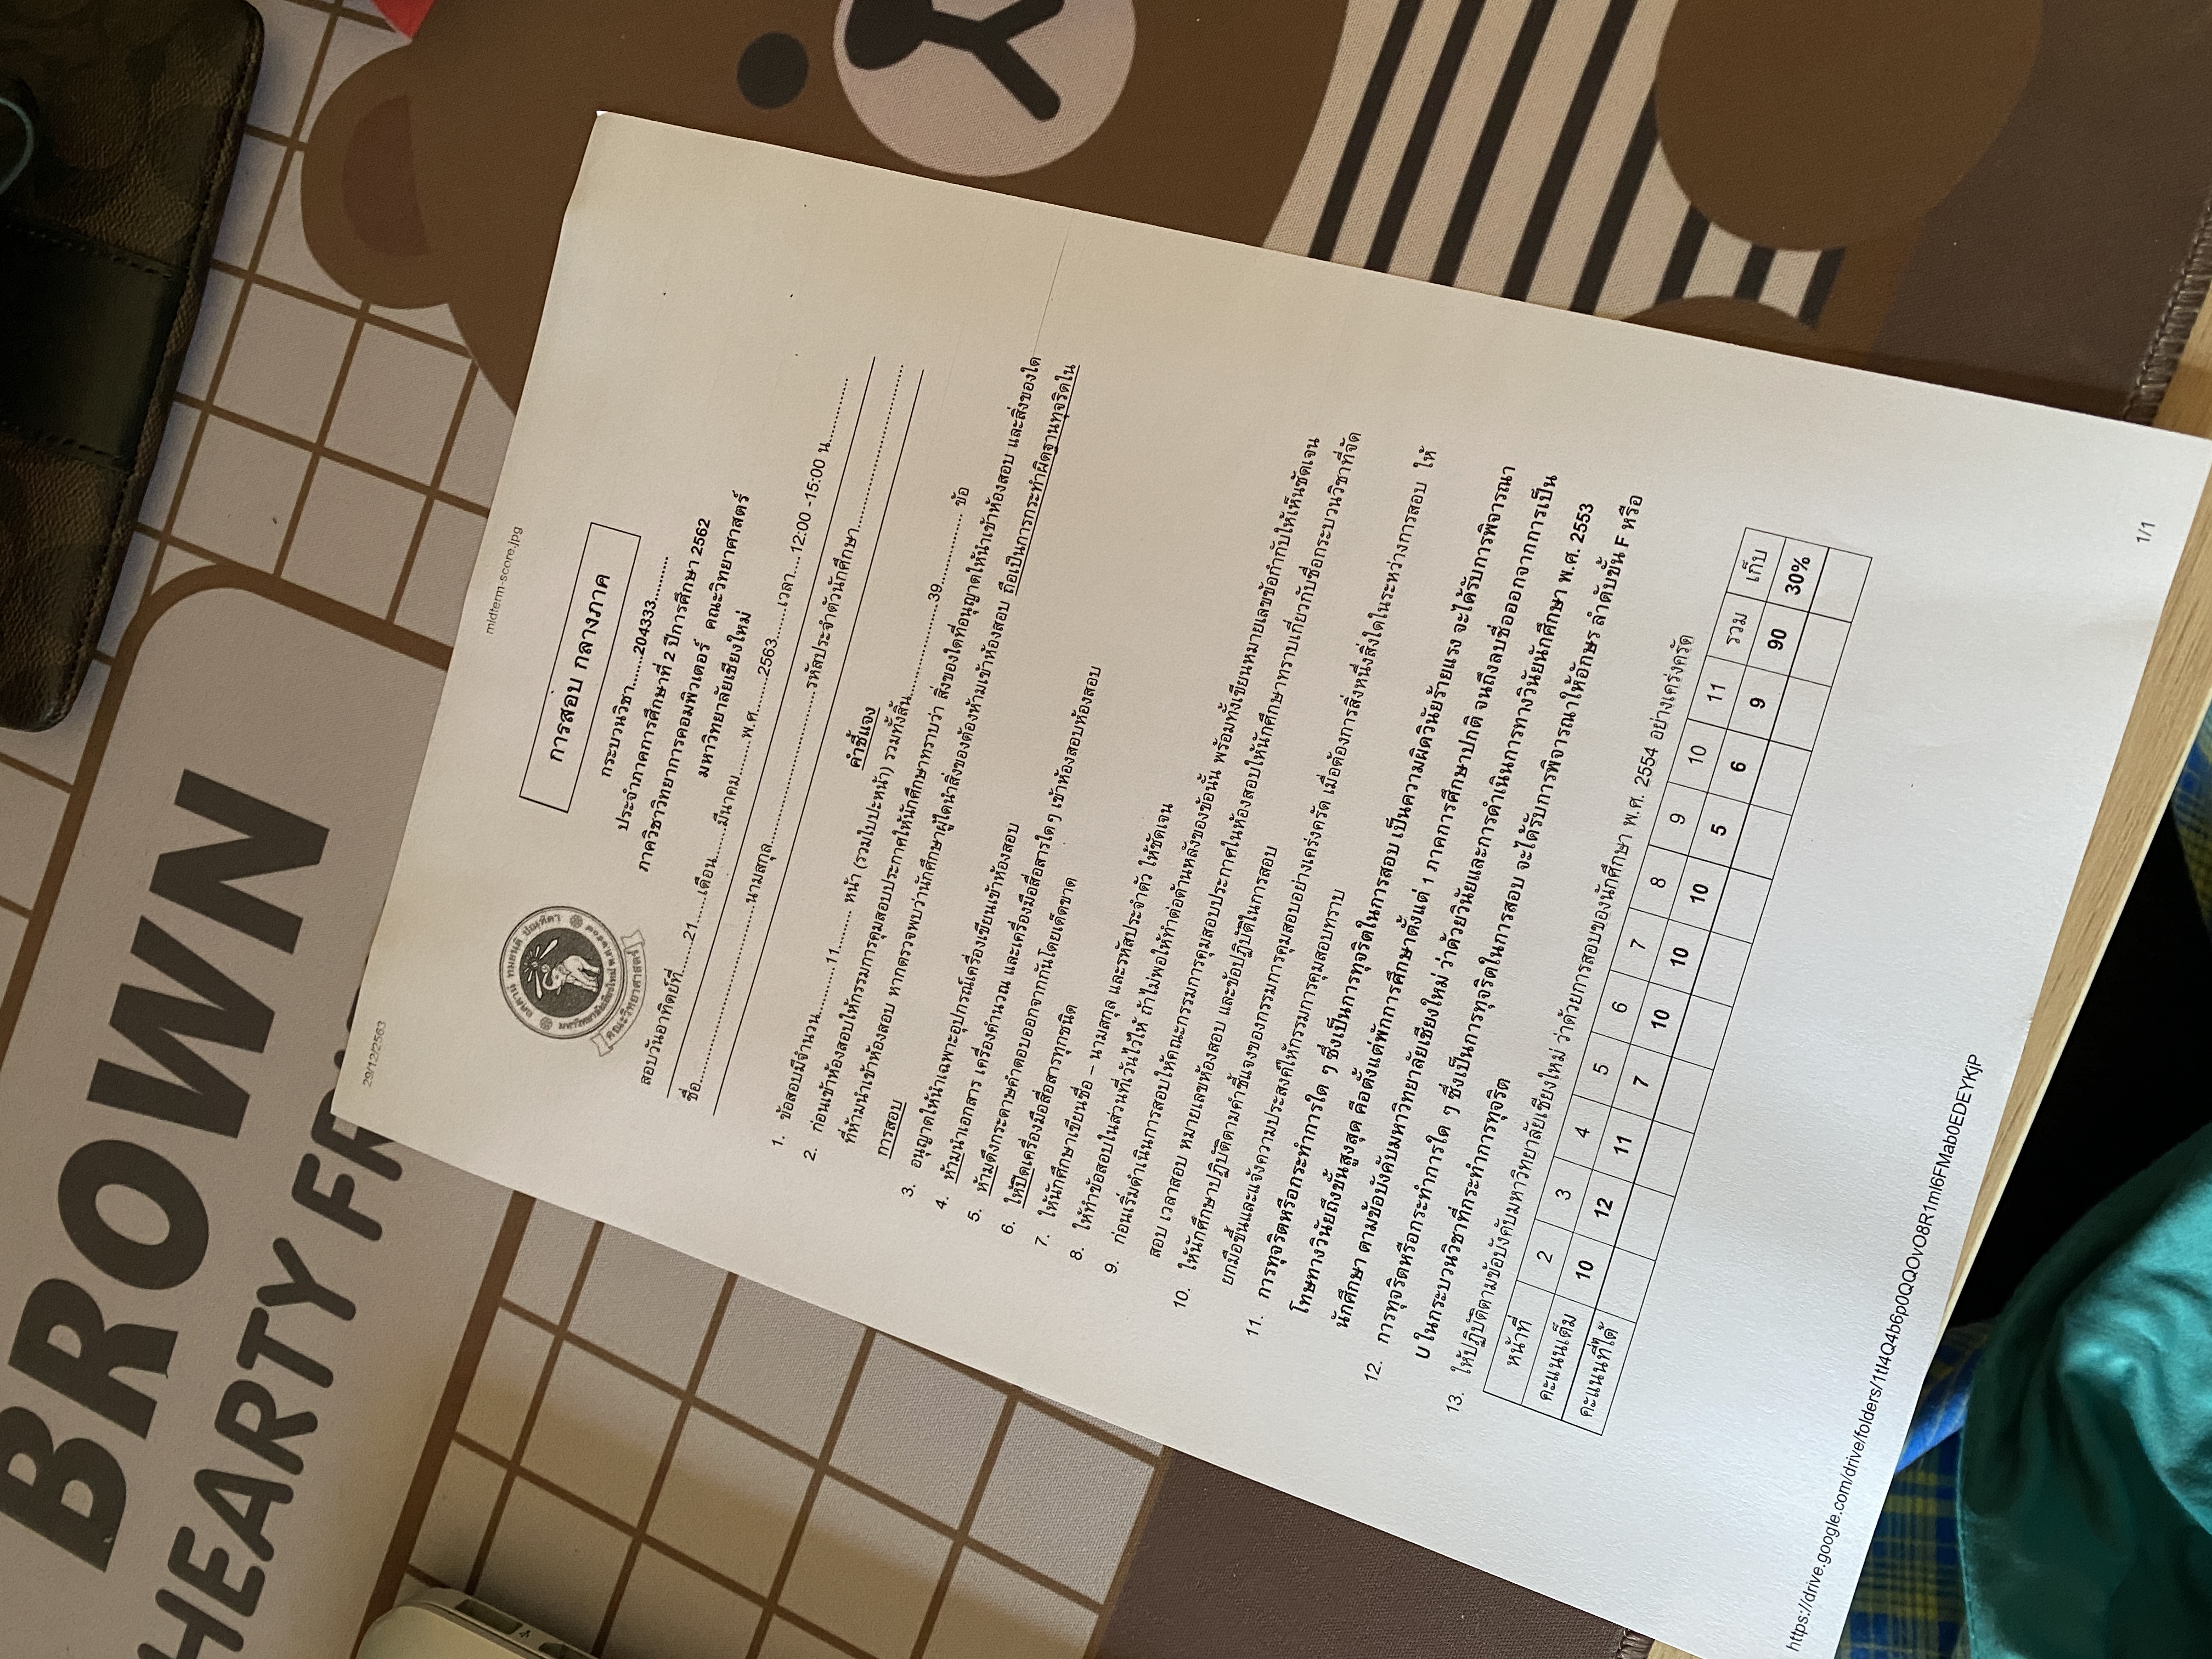 BROWN
HEARTY
29/12/2563
midterm-score.jpg
การสอบ กลางภาค
กระบวนวิชา.......204333..........
ประจำภาคการศึกษาที่ 2 ปีการศึกษา 2562
ภาควิชาวิทยาการคอมพิวเตอร์ คณะวิทยาศาสตร์
มหาวิทยาลัยเชียงใหม่
คณะวิทยาศาสตร์
สอบวันอาทิตย์ที่.......21......เดือน.......มีนาคม........พ.ศ........2563.......เวลา....12:00 -15:00 น.............
ชื่อ.......................................นามสกุล.................................รหัสประจำตัวนักศึกษา....................................
คำชี้แจง
1. ข้อสอบมีจำนวน..........11........ หน้า (รวมใบปะหน้า) รวมทั้งสิ้น....................39............... ข้อ
2. ก่อนเข้าห้องสอบให้กรรมการคุมสอบประกาศให้นักศึกษาทราบว่า สิ่งของใดที่อนุญาตให้นำเข้าห้องสอบ และสิ่งของใด
ที่ห้ามนำเข้าห้องสอบ หากตรวจพบว่านักศึกษาผู้ใดนำสิ่งของต้องห้ามเข้าห้องสอบ ถือเป็นการกระทำผิดฐานทุจริตใน
การสอบ
3. อนุญาตให้นำเฉพาะอุปกรณ์เครื่องเขียนเข้าห้องสอบ
4. ห้ามนำเอกสาร เครื่องคำนวณ และเครื่องมือสื่อสารใดๆ เข้าห้องสอบห้องสอบ
5. ห้ามดึงกระดาษคำตอบออกจากกันโดยเด็ดขาด
6. ให้ปิดเครื่องมือสื่อสารทุกชนิด
7. ให้นักศึกษาเขียนชื่อ – นามสกุล และรหัสประจำตัว ให้ชัดเจน
8. ให้ทำข้อสอบในส่วนที่เว้นไว้ให้ ถ้าไม่พอให้ทำต่อด้านหลังของข้อนั้น พร้อมทั้งเขียนหมายเลขข้อกำกับให้เห็นชัดเจน
9. ก่อนเริ่มดำเนินการสอบให้คณะกรรมการคุมสอบประกาศในห้องสอบให้นักศึกษาทราบเกี่ยวกับชื่อกระบวนวิชาที่จัด
สอบ เวลาสอบ หมายเลขห้องสอบ และข้อปฏิบัติในการสอบ
10. ให้นักศึกษาปฏิบัติตามคำชี้แจงของกรรมการคุมสอบอย่างเคร่งครัด เมื่อต้องการสิ่งหนึ่งสิ่งใดในระหว่างการสอบ ให้
ยกมือขึ้นและแจ้งความประสงค์ให้กรรมการคุมสอบทราบ
11. การทุจริตหรือกระทำการใด ๆ ซึ่งเป็นการทุจริตในการสอบ เป็นความผิดวินัยร้ายแรง จะได้รับการพิจารณา
โทษทางวินัยถึงขั้นสูงสุด คือตั้งแต่พักการศึกษาตั้งแต่ 1 ภาคการศึกษาปกติ จนถึงลบชื่อออกจากการเป็น
นักศึกษา ตามข้อบังคับมหาวิทยาลัยเชียงใหม่ ว่าด้วยวินัยและการดำเนินการทางวินัยนักศึกษา พ.ศ. 2553
12. การทุจริตหรือกระทำการใด ๆ ซึ่งเป็นการทุจริตในการสอบ จะได้รับการพิจารณาให้อักษร ลำดับขั้น F หรือ
U ในกระบวนวิชาที่กระทำการทุจริต
13. ให้ปฏิบัติตามข้อบังคับมหาวิทยาลัยเชียงใหม่ ว่าด้วยการสอบของนักศึกษา พ.ศ. 2554 อย่างเคร่งครัด
หน้าที่ 2 3 4 5 6 7 8 9 10 11 รวม เก็บ
คะแนนเต็ม 10 12 11 7 10 10 10 5 6 9 90 30%
คะแนนที่ได้
https://drive.google.com/drive/folders/1tI4Q4b6p0QQOvO8R1ml6FMab0EDEYKjP
1/1